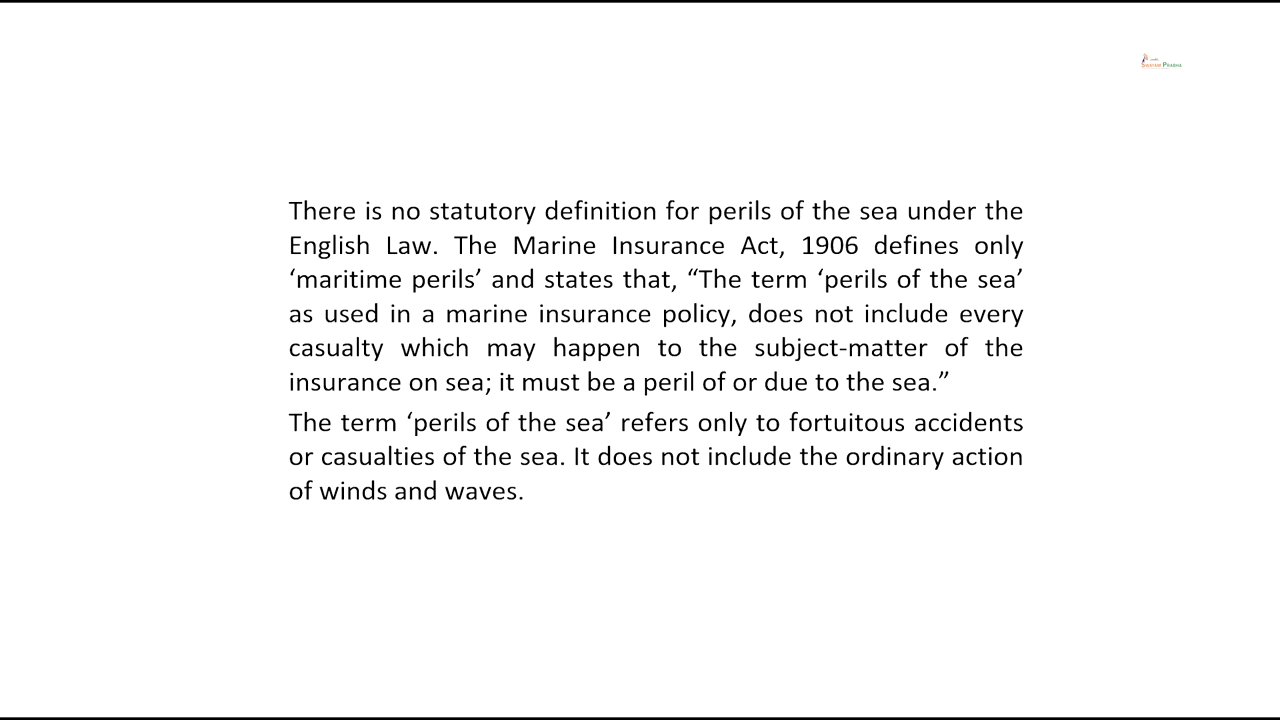 SWAYAM PRABHA
There is no statutory definition for perils of the sea under the
English Law. The Marine Insurance Act, 1906 defines only
‘maritime perils’ and states that, “The term ‘perils of the sea’
as used in a marine insurance policy, does not include every
casualty which may happen to the subject-matter of the
insurance on sea; it must be a peril of or due to the sea.”
The term ‘perils of the sea’ refers only to fortuitous accidents
or casualties of the sea. It does not include the ordinary action
of winds and waves.